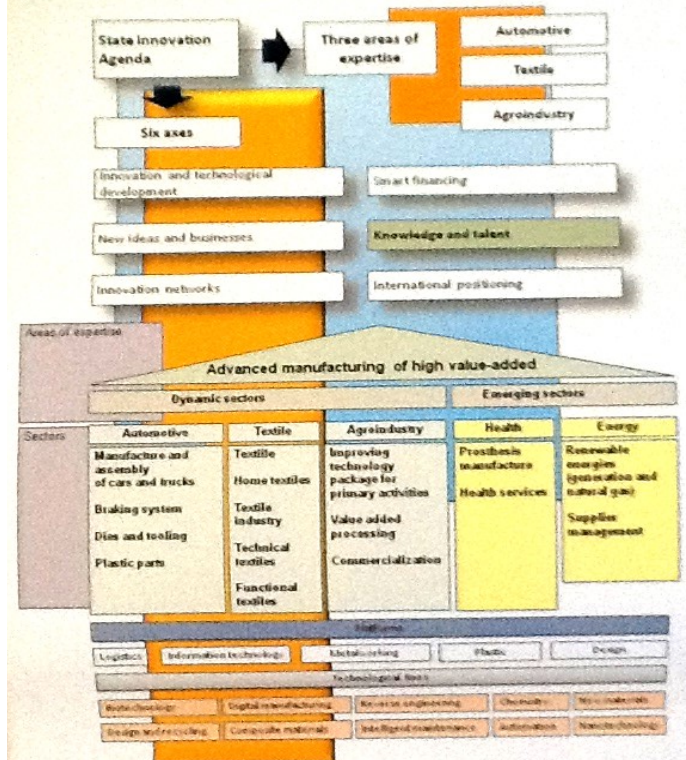 State Innovation
Agenda
Three areas of
expertise
Automotive
Textile
Agroindustry
Six axes
Innovation and technological
development
Smart financing
New ideas and businesses
Knowledge and talent
Innovation networks
International positioning
Areas of expertise
Advanced manufacturing of high value-added
Dynamic sectors
Emerging sectors
Sectors
Automotive
Manufacture and
assembly
of cars and trucks
Braking system
Dies and tooling
Plastic parts
Textile
Textile
Home textiles
Textile
industry
Technical
textiles
Functional
textiles
Agroindustry
Improving
technology
package for
primary activities
Value added
processing
Commercialization
Health
Prosthesis
manufacture
Health services
Energy
Renewable
energies
(generation and
natural gas)
Supplier
management
Platforms
Logistics
Information technology
Metalworking
Plastic
Design
Technological
Biotechnology
Digital manufacturing
Reverse engineering
Chemistry
materials
Design and recycling
Composite materials
Intelligent maintenance
Automation
Nanotechnology